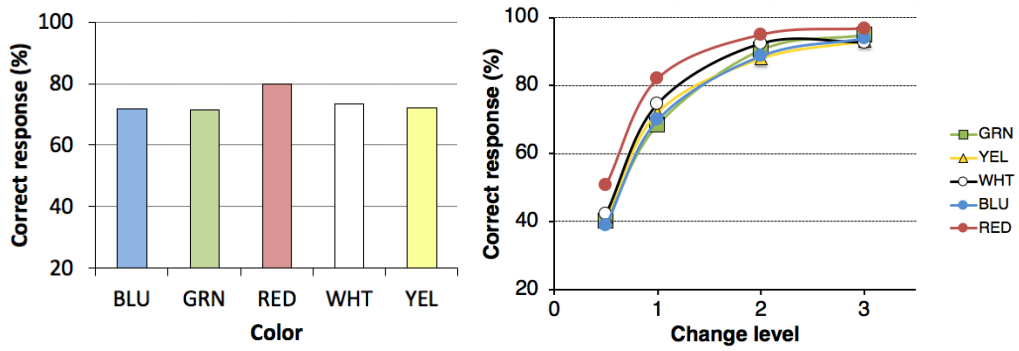 Correct response (%)
100
80
60
40
20
BLU GRN RED WHT YEL
Color
Correct response (%)
100
80
60
40
20
0 1 2 3
Change level
GRN
YEL
WHT
BLU
RED